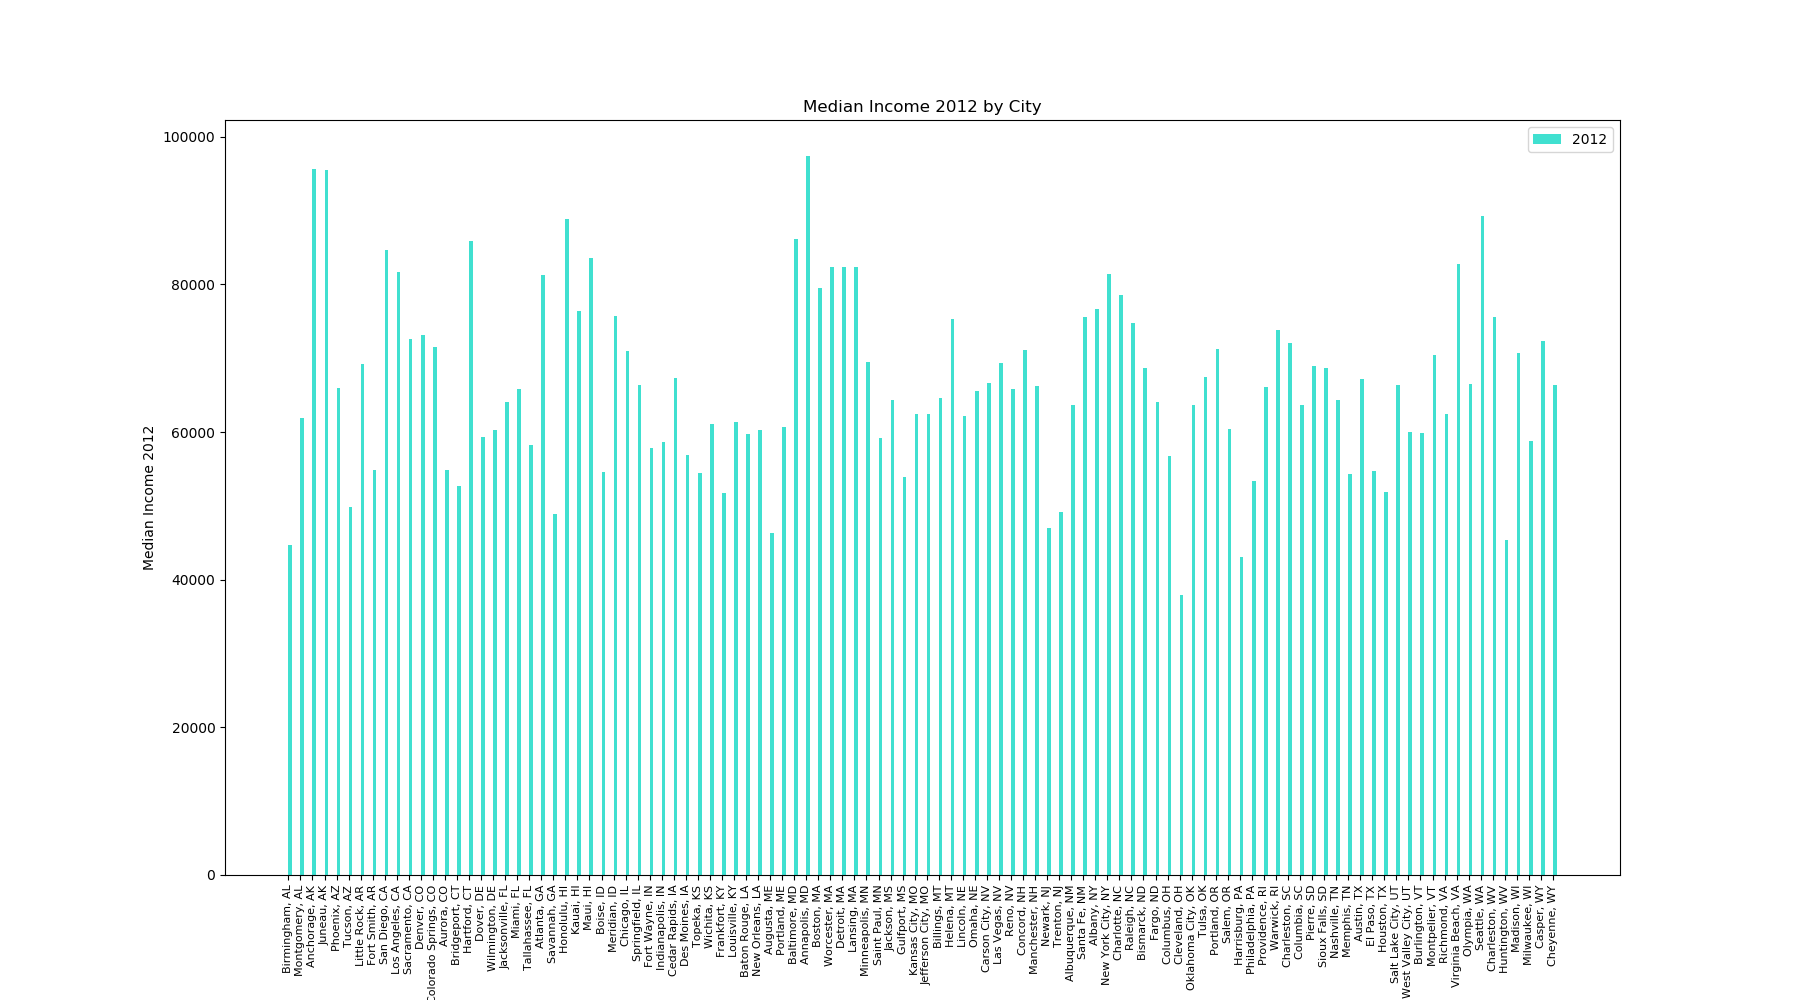 Median Income 2012 by City
2012
Median Income 2012
100000
80000
60000
40000
20000
0
Birmingham, AL
Montgomery, AL
Anchorage, AK
Juneau, AK
Phoenix, AZ
Tucson, AZ
Little Rock, AR
Fort Smith, AR
San Diego, CA
Los Angeles, CA
Sacramento, CA
Denver, CO
Colorado Springs, CO
Aurora, CO
Bridgeport, CT
Hartford, CT
Dover, DE
Wilmington, DE
Jacksonville, FL
Miami, FL
Tallahassee, FL
Atlanta, GA
Savannah, GA
Honolulu, HI
Kauai, HI
Maui, HI
Boise, ID
Meridian, ID
Chicago, IL
Springfield, IL
Fort Wayne, IN
Indianapolis, IN
Cedar Rapids, IA
Des Moines, IA
Topeka, KS
Wichita, KS
Frankfort, KY
Louisville, KY
Baton Rouge, LA
New Orleans, LA
Augusta, ME
Portland, ME
Baltimore, MD
Annapolis, MD
Boston, MA
Worcester, MA
Detroit, MA
Lansing, MA
Minneapolis, MN
Saint Paul, MN
Jackson, MS
Gulfport, MS
Kansas City, MO
Jefferson City, MO
Billings, MT
Helena, MT
Lincoln, NE
Omaha, NE
Carson City, NV
Las Vegas, NV
Reno, NV
Concord, NH
Manchester, NH
Newark, NJ
Trenton, NJ
Albuquerque, NM
Santa Fe, NM
Albany, NY
New York City, NY
Charlotte, NC
Raleigh, NC
Bismarck, ND
Fargo, ND
Columbus, OH
Cleveland, OH
Oklahoma City, OK
Tulsa, OK
Portland, OR
Salem, OR
Harrisburg, PA
Philadelphia, PA
Providence, RI
Warwick, RI
Charleston, SC
Columbia, SC
Pierre, SD
Sioux Falls, SD
Nashville, TN
Memphis, TN
Austin, TX
El Paso, TX
Houston, TX
Salt Lake City, UT
West Valley City, UT
Burlington, VT
Montpelier, VT
Richmond, VA
Virginia Beach, VA
Olympia, WA
Seattle, WA
Charleston, WV
Huntington, WV
Madison, WI
Milwaukee, WI
Casper, WY
Cheyenne, WY